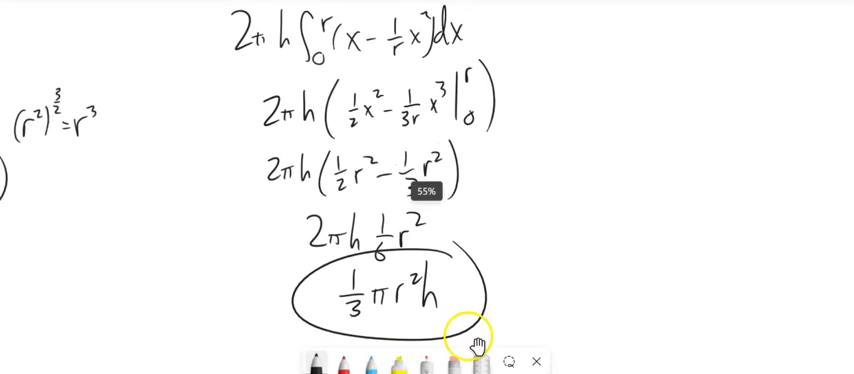 2π h ∫₀ʳ (x - 1/r x²) dx
2π h ( 1/2 x² - 1/3r x³ |₀ʳ )
(r²)^3/2 = r³
)
2π h ( 1/2 r² - 1/3 r² )
55%
2π h 1/6 r²
1/3 π r² h